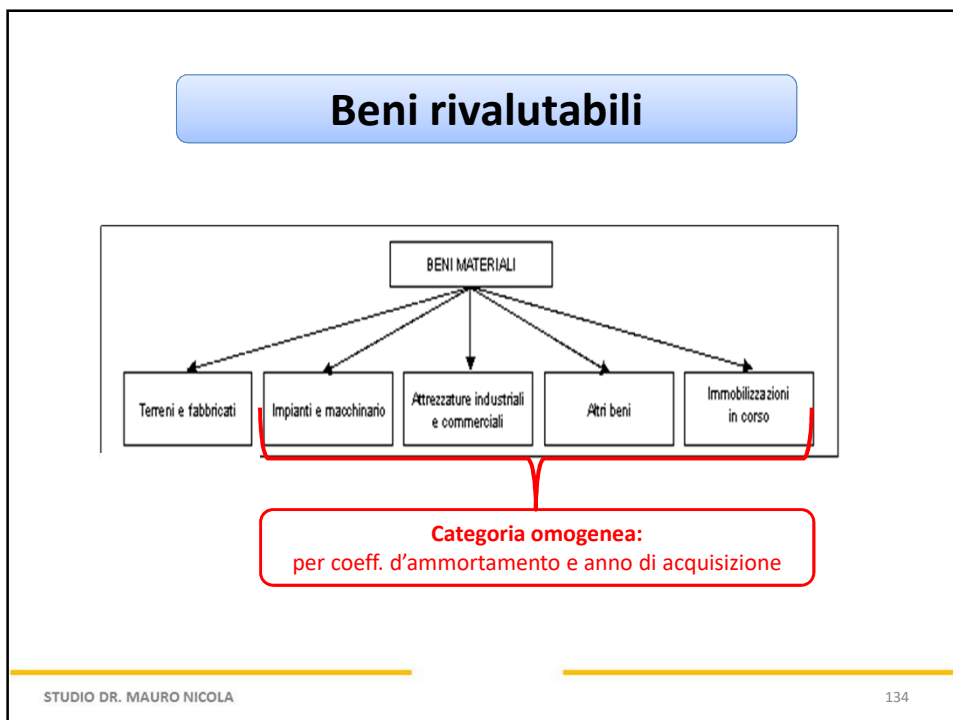 Beni rivalutabili
BENI MATERIALI
Terreni e fabbricati
Impianti e macchinario
Attrezzature industriali
e commerciali
Altri beni
Immobilizzazioni
in corso
Categoria omogenea:
per coeff. d'ammortamento e anno di acquisizione
STUDIO DR. MAURO NICOLA
134